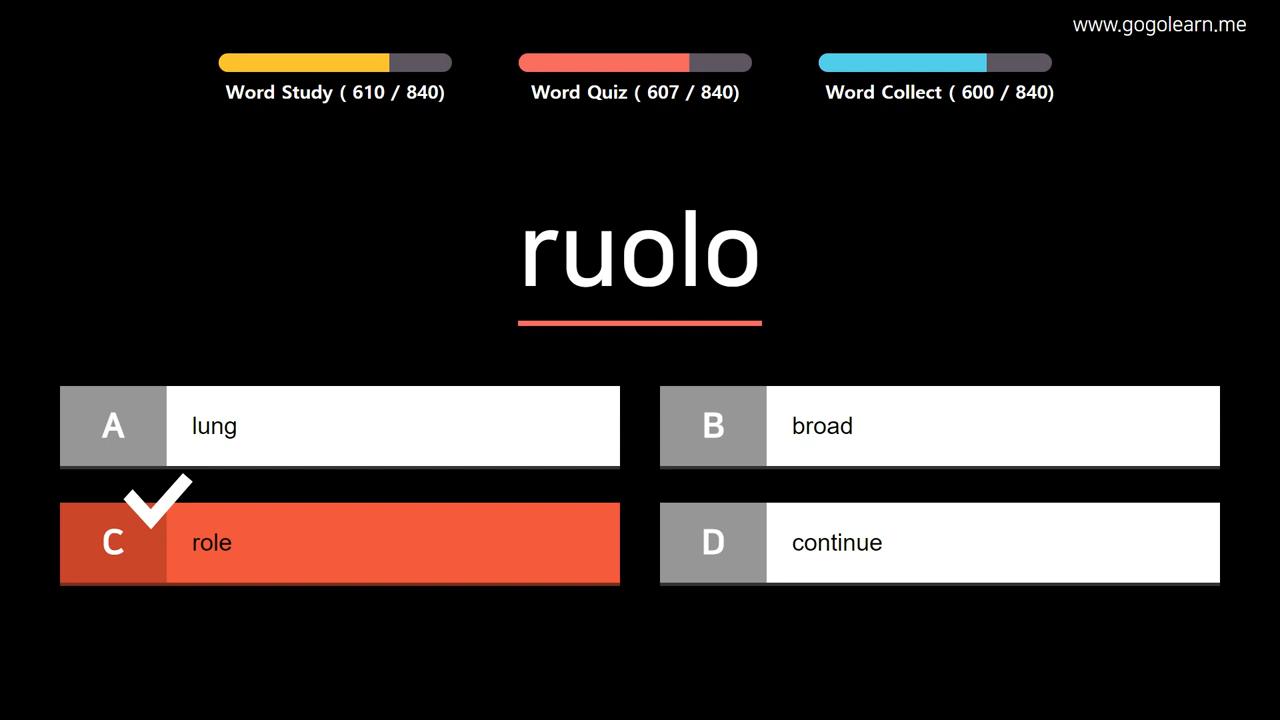 www.gogolearn.me
Word Study ( 610 / 840)
Word Quiz ( 607 / 840)
Word Collect ( 600 / 840)
ruolo
A lung
B broad
C role
D continue